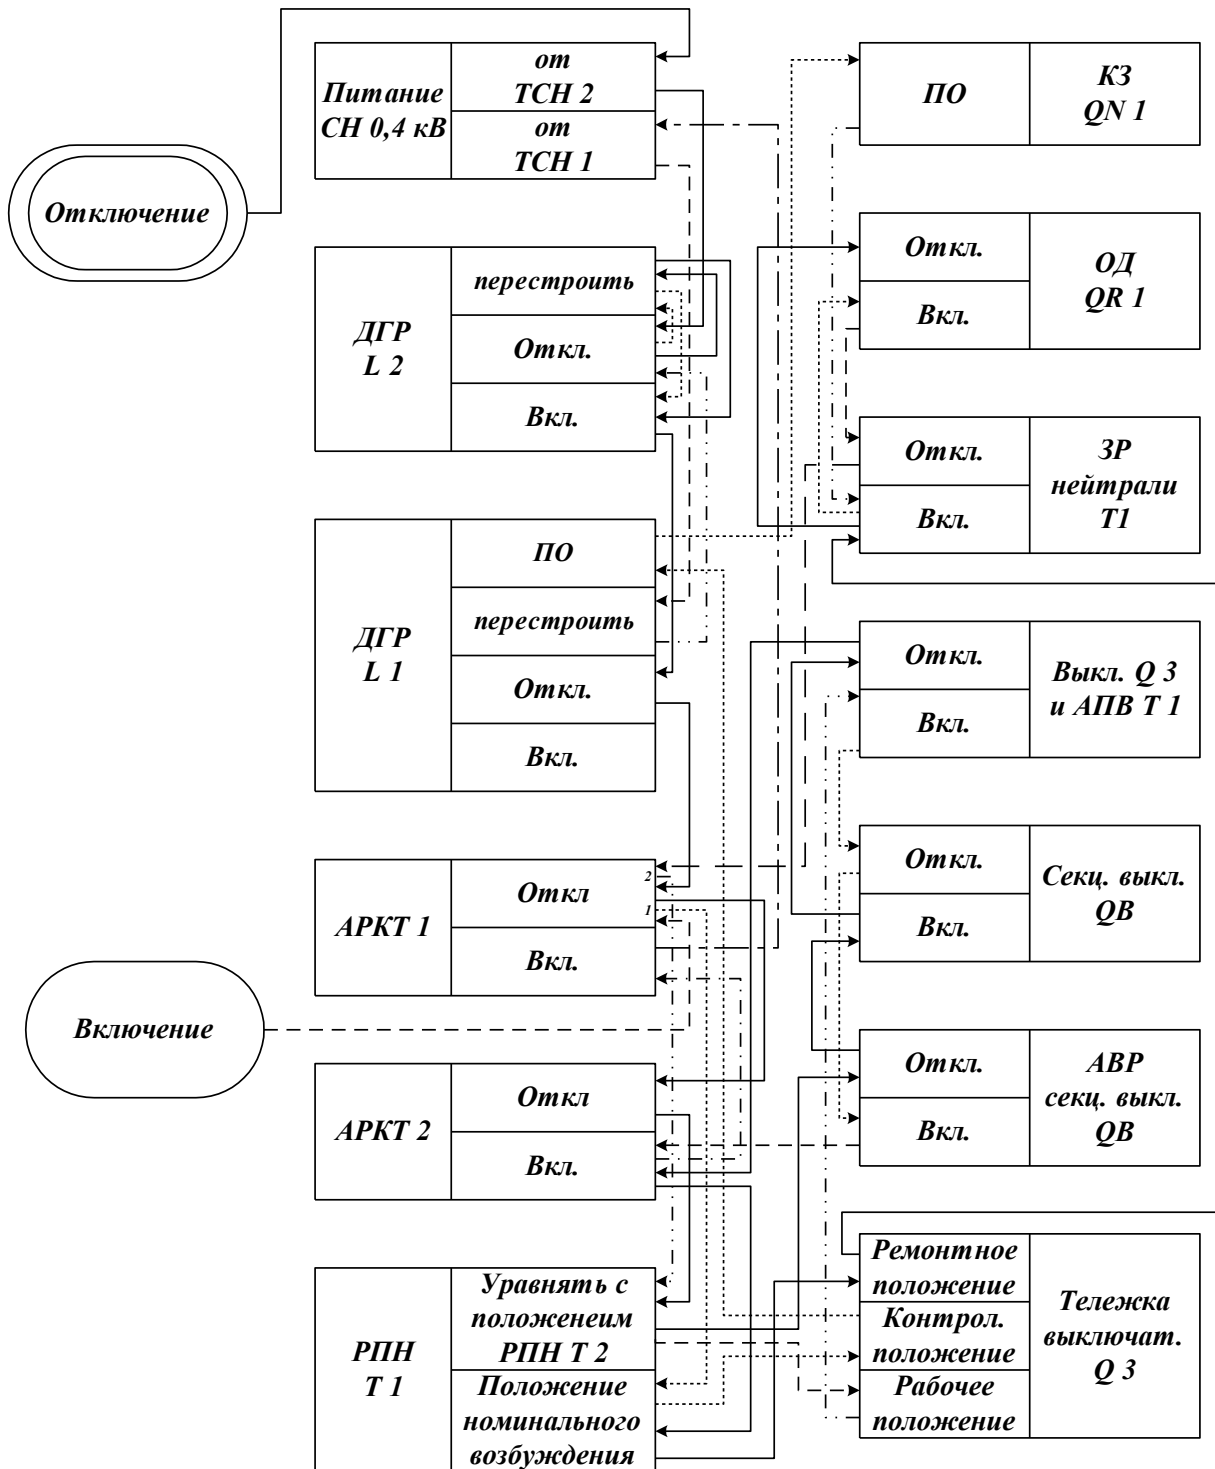 Отключение
Включение
Питание
СН 0,4 кВ
от
ТСН 2
от
ТСН 1
ДГР
L 2
перестроить
Откл.
Вкл.
ДГР
L 1
ПО
перестроить
Откл.
Вкл.
АРКТ 1
Откл
2
1
Вкл.
АРКТ 2
Откл
Вкл.
РПН
Т 1
Уравнять с
положенеим
РПН Т 2
Положение
номинального
возбуждения
ПО
КЗ
QN 1
Откл.
Вкл.
ОД
QR 1
Откл.
Вкл.
ЗР
нейтрали
Т1
Откл.
Вкл.
Выкл. Q 3
и АПВ Т 1
Откл.
Вкл.
Секц. выкл.
QB
Откл.
Вкл.
АВР
секц. выкл.
QB
Ремонтное
положение
Контрол.
положение
Рабочее
положение
Тележка
выключат.
Q 3